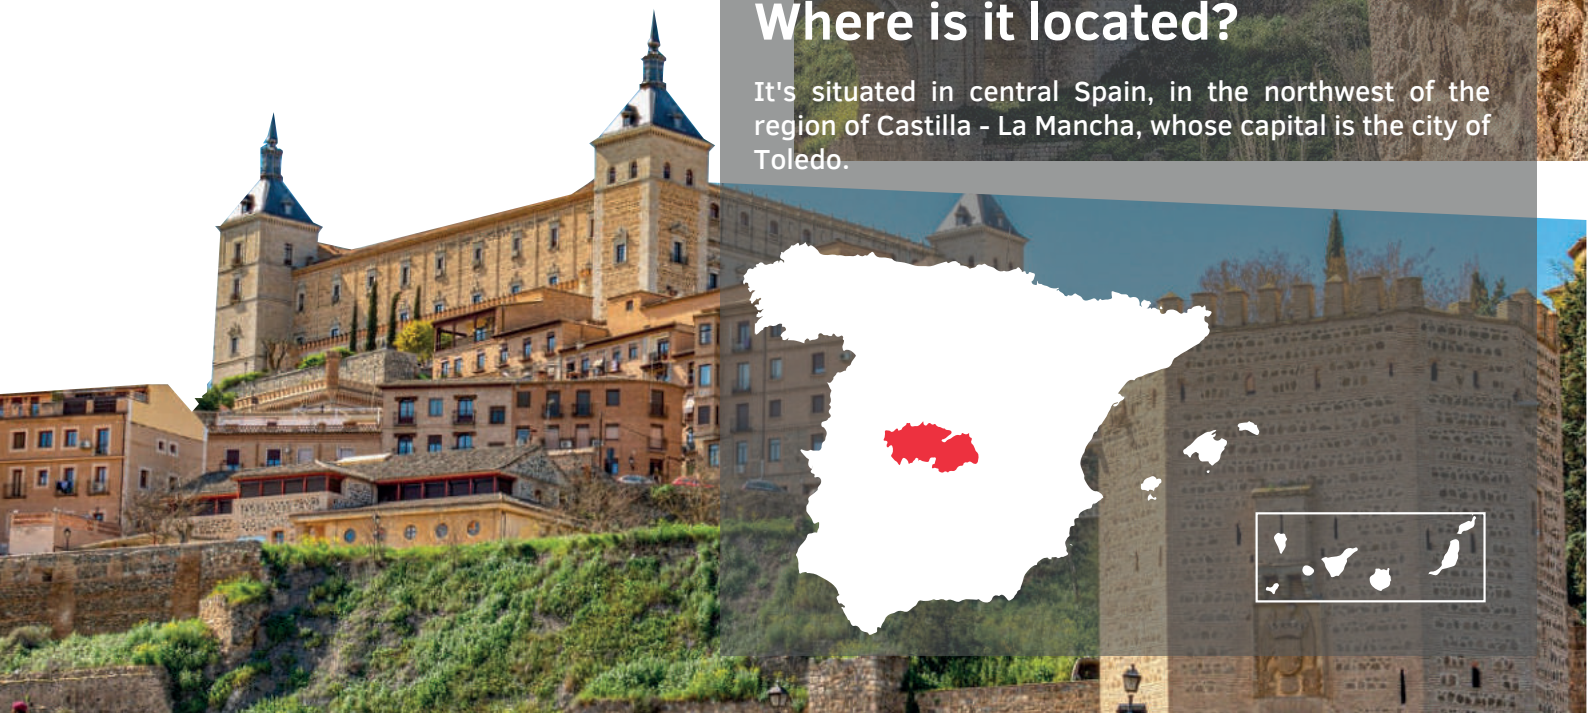 Where is it located?
It's situated in central Spain, in the northwest of the
region of Castilla - La Mancha, whose capital is the city of
Toledo.